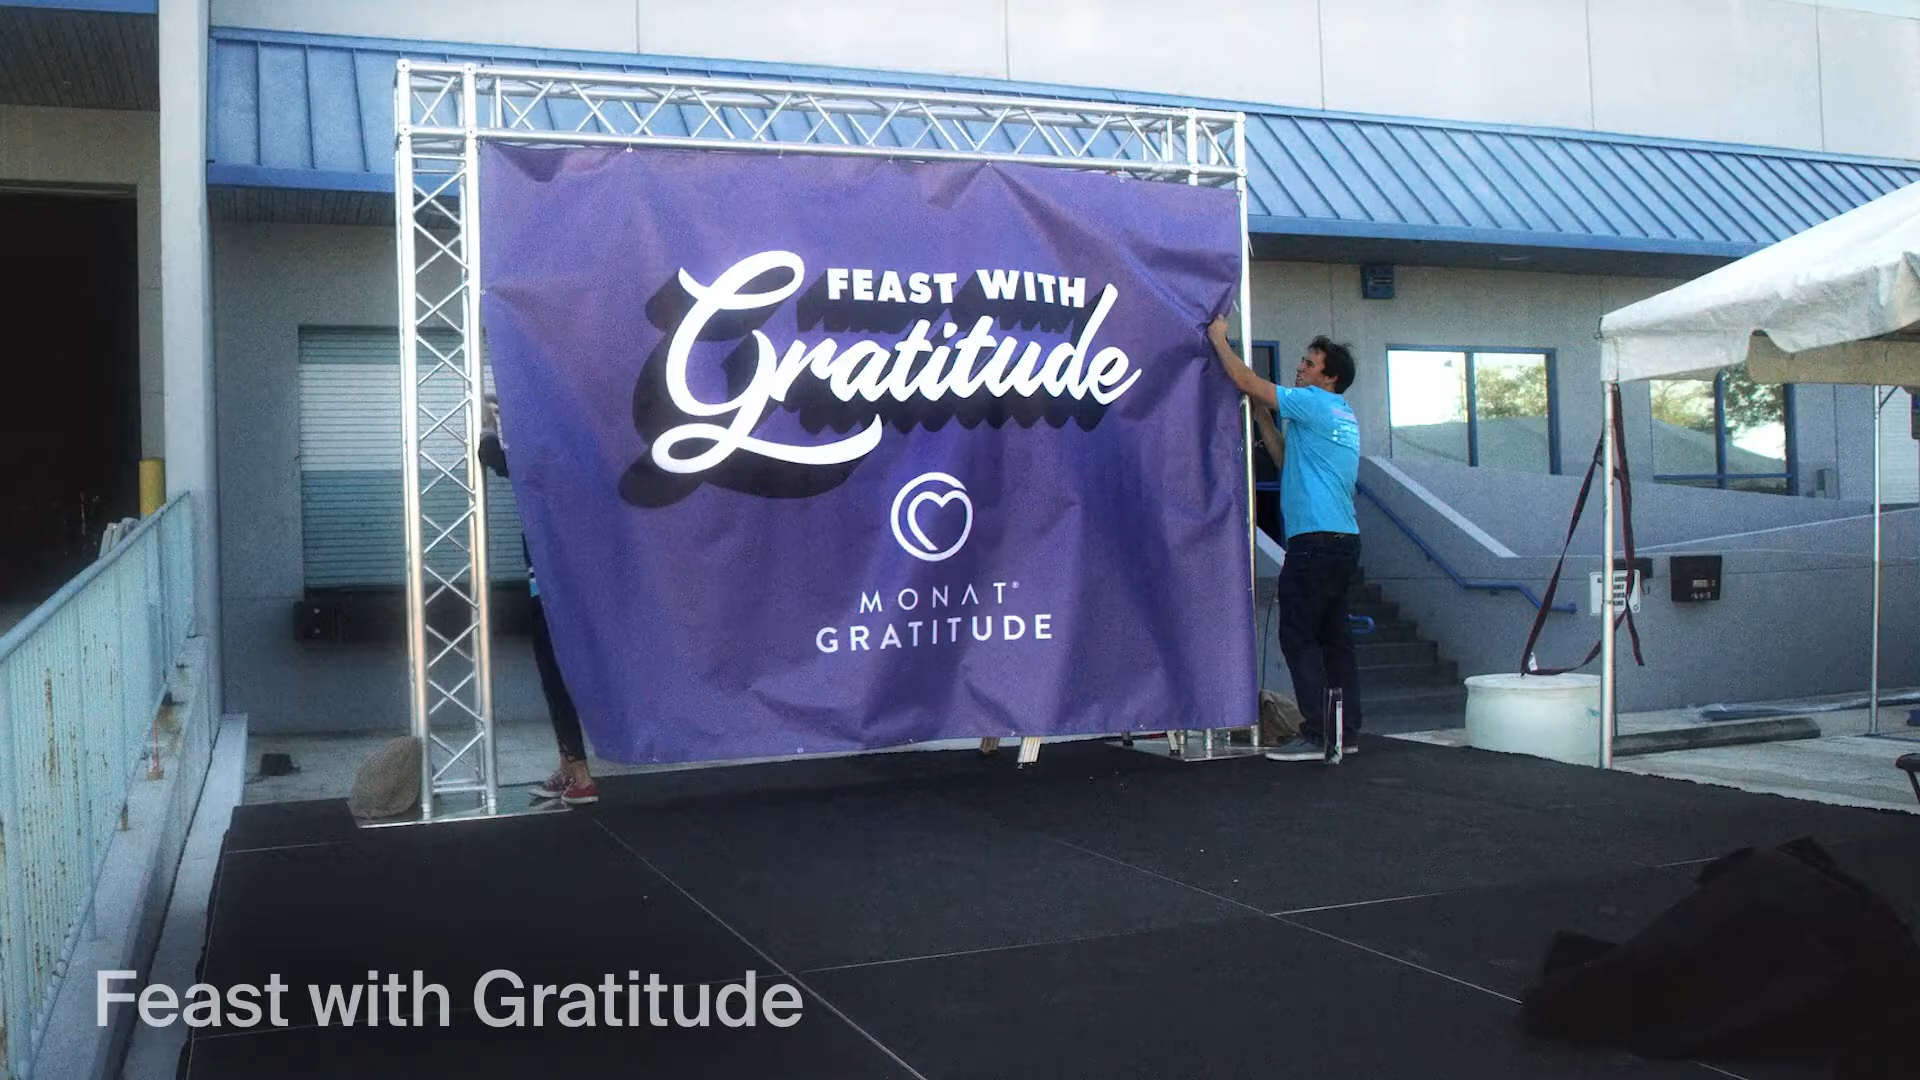 FEAST WITH
Gratitude
MONAT®
GRATITUDE
Feast with Gratitude